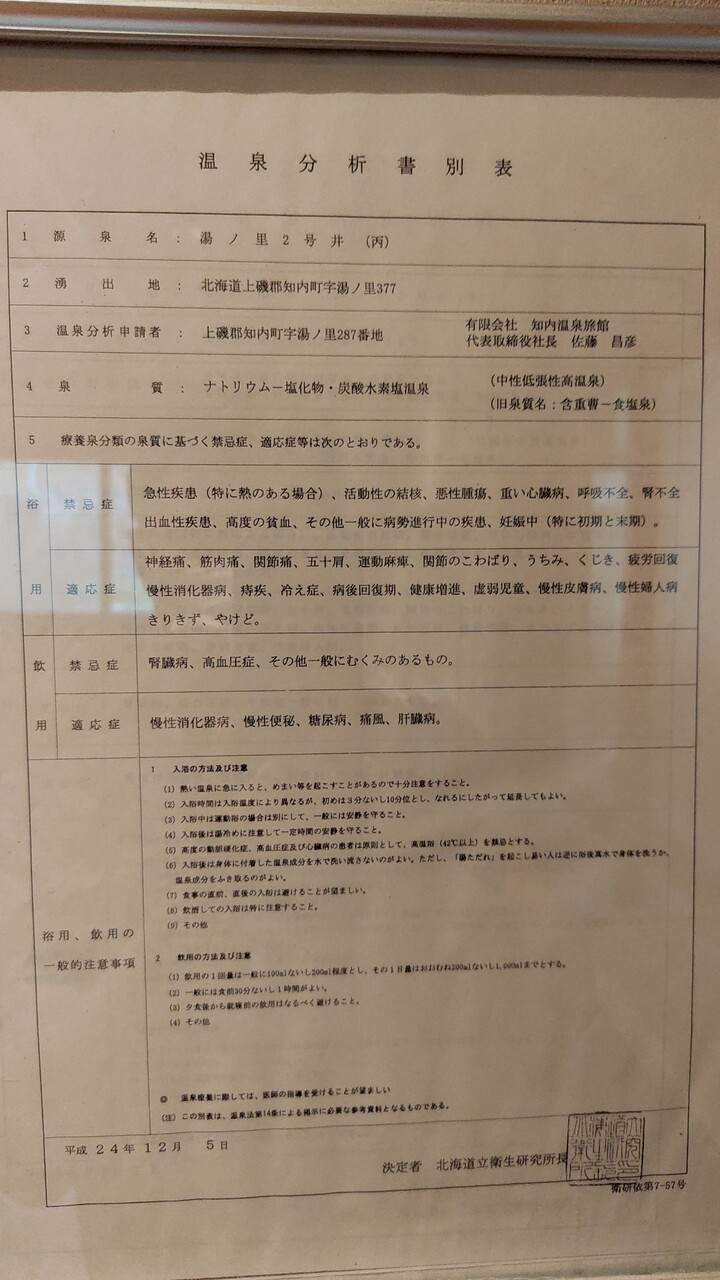 温泉分析書別表
1 源泉名 : 湯ノ里2号井 (丙)
2 湧出地 : 北海道上磯郡知内町字湯ノ里377
3 温泉分析申請者 : 上磯郡知内町字湯ノ里287番地 有限会社 知内温泉旅館
代表取締役社長 佐藤 昌彦
4 泉質 : ナトリウム－塩化物・炭酸水素塩温泉 (中性低張性高温泉)
(旧泉質名：含重曹－食塩泉)
5 療養泉分類の泉質に基づく禁忌症、適応症等は次のとおりである。
浴用 禁忌症 急性疾患（特に熱のある場合）、活動性の結核、悪性腫瘍、重い心臓病、呼吸不全、腎不全
出血性疾患、高度の貧血、その他一般に病勢進行中の疾患、妊娠中（特に初期と末期）。
適応症 神経痛、筋肉痛、関節痛、五十肩、運動麻痺、関節のこわばり、うちみ、くじき、疲労回復
慢性消化器病、痔疾、冷え症、病後回復期、健康増進、虚弱児童、慢性皮膚病、慢性婦人病
きりきず、やけど。
飲用 禁忌症 腎臓病、高血圧症、その他一般にむくみのあるもの。
適応症 慢性消化器病、慢性便秘、糖尿病、痛風、肝臓病。
浴用、飲用の
一般的注意事項
1 入浴の方法及び注意
(1) 熱い温泉に急に入ると、めまい等を起こすことがあるので十分注意をすること。
(2) 入浴時間は入浴温度により異なるが、初めは3分ないし10分位とし、なれるにしたがって延長してもよい。
(3) 入浴中は運動浴の場合は別にして、一般には安静を守ること。
(4) 入浴後は湯冷めに注意して一定時間の安静を守ること。
(5) 高度の動脈硬化症、高血圧症及び心臓病の患者は原則として、高温浴（42℃以上）を禁忌とする。
(6) 入浴後は身体に付着した温泉成分を水で洗い流さないのがよい。ただし、「湯ただれ」を起こし易い人は逆に浴後真水で身体を洗うか、
温泉成分をふき取るのがよい。
(7) 食事の直前、直後の入浴は避けることが望ましい。
(8) 飲酒しての入浴は特に注意すること。
(9) その他
2 飲用の方法及び注意
(1) 飲用の1回量は一般に100mlないし200ml程度とし、その1日量はおおむね200mlないし1,000mlまでとする。
(2) 一般には食前30分ないし1時間がよい。
(3) 夕食後から就寝前の飲用はなるべく避けること。
(4) その他
◎ 温泉療養に際しては、医師の指導を受けることが望ましい
(注) この別表は、温泉法第14条による掲示に必要な参考資料となるものである。
平成24年12月 5日
決定者 北海道立衛生研究所長
衛研依第7-57号